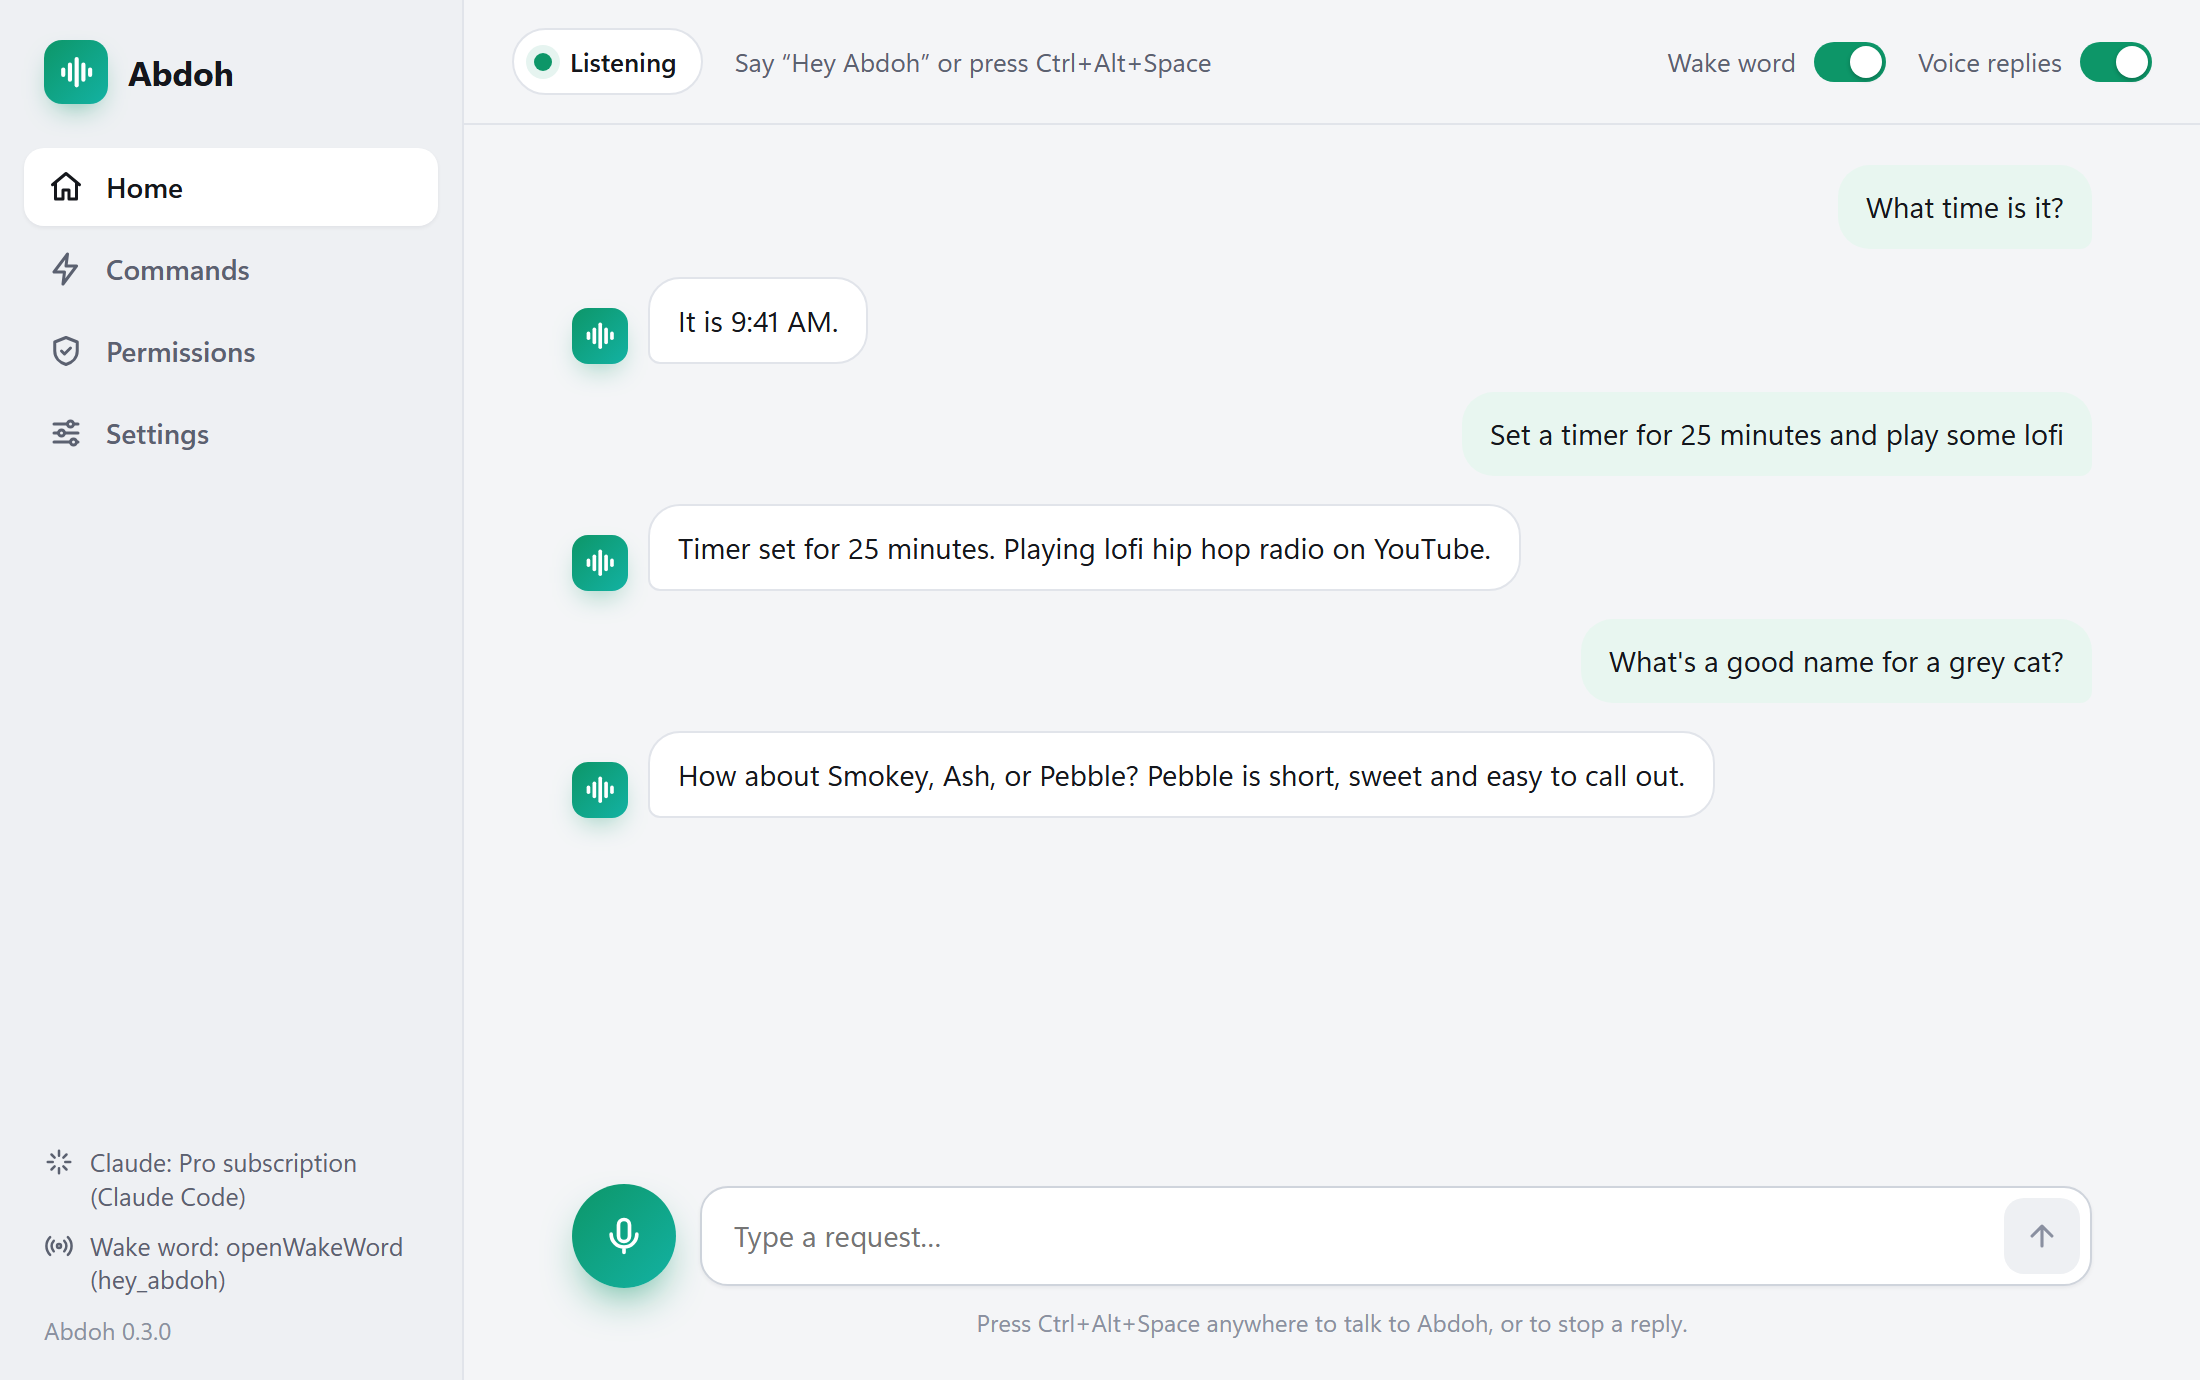 Abdoh
Home
Commands
Permissions
Settings
Claude: Pro subscription
(Claude Code)
Wake word: openWakeWord
(hey_abdoh)
Abdoh 0.3.0
Listening
Say “Hey Abdoh” or press Ctrl+Alt+Space
Wake word
Voice replies
What time is it?
It is 9:41 AM.
Set a timer for 25 minutes and play some lofi
Timer set for 25 minutes. Playing lofi hip hop radio on YouTube.
What's a good name for a grey cat?
How about Smokey, Ash, or Pebble? Pebble is short, sweet and easy to call out.
Type a request...
Press Ctrl+Alt+Space anywhere to talk to Abdoh, or to stop a reply.